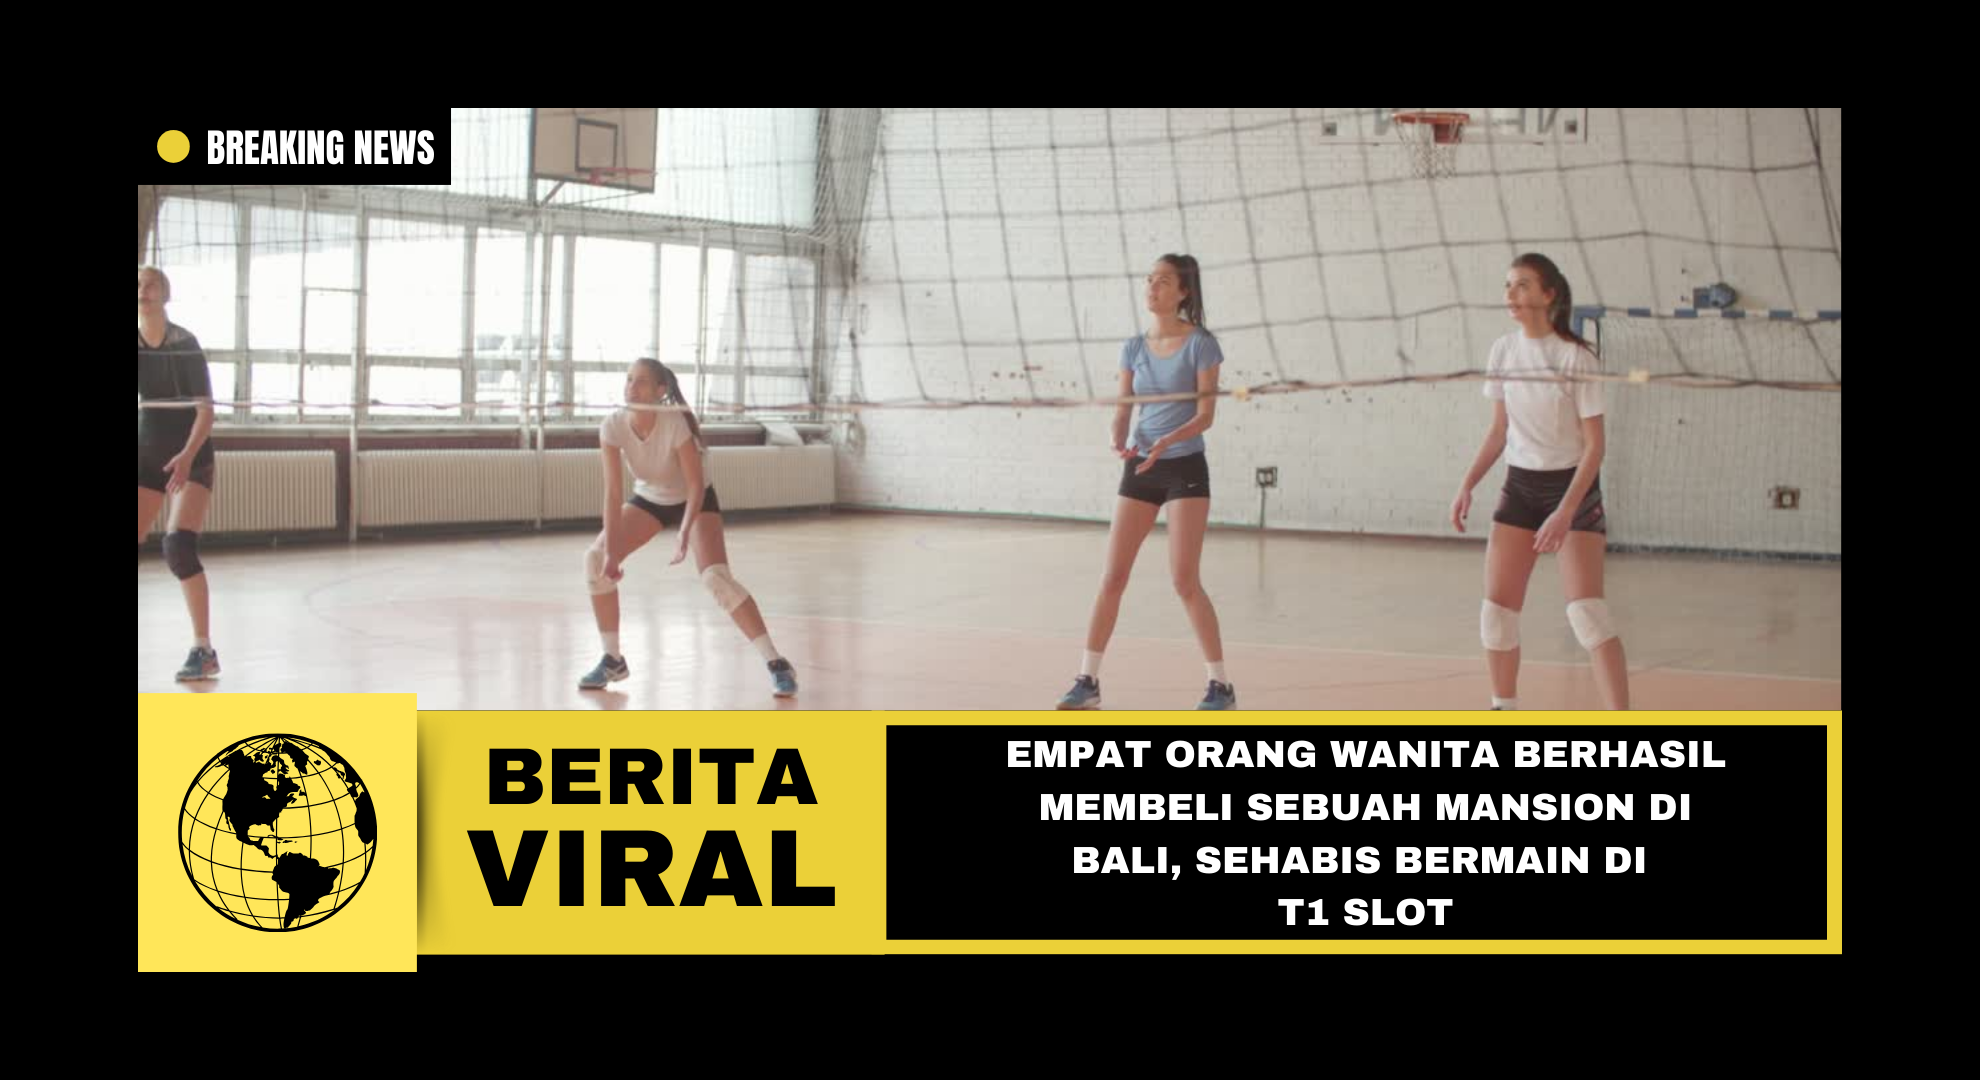 BREAKING NEWS
BERITA
VIRAL
EMPAT ORANG WANITA BERHASIL
MEMBELI SEBUAH MANSION DI
BALI, SEHABIS BERMAIN DI
T1 SLOT